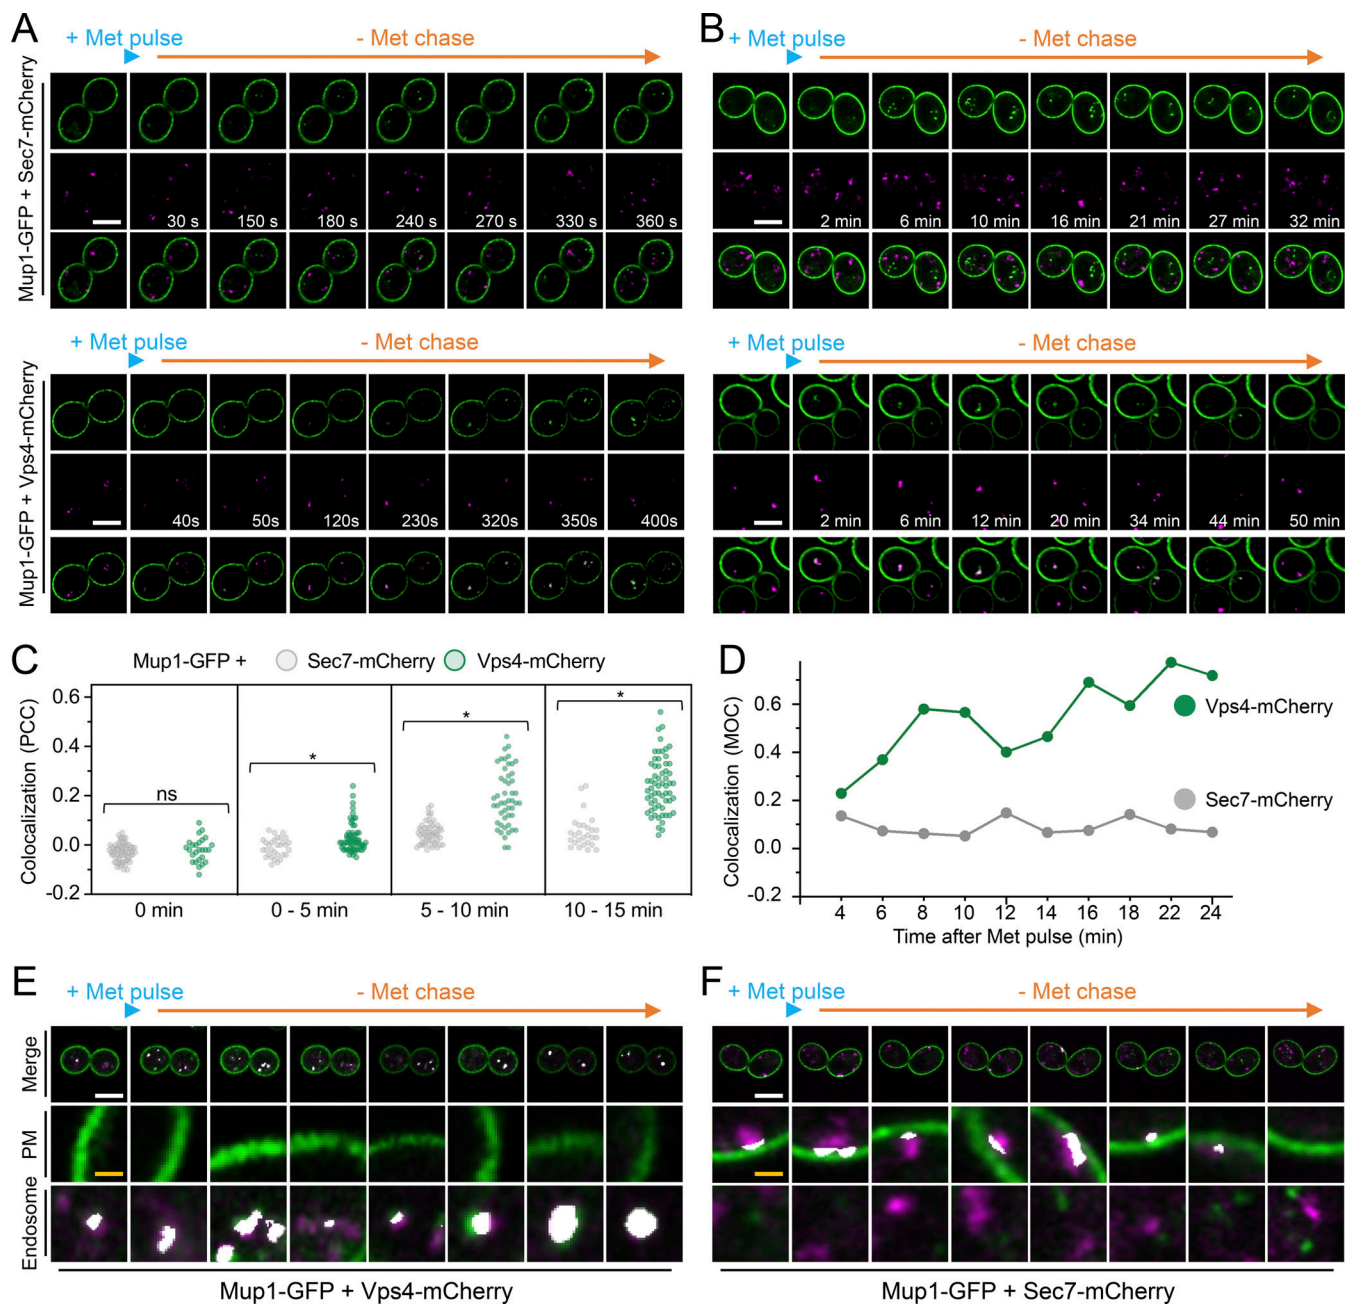 A
+ Met pulse
- Met chase
Mup1-GFP + Sec7-mCherry
30 s
150 s
180 s
240 s
270 s
330 s
360 s
+ Met pulse
- Met chase
Mup1-GFP + Vps4-mCherry
40s
50s
120s
230s
320s
350s
400s
B
+ Met pulse
- Met chase
2 min
6 min
10 min
16 min
21 min
27 min
32 min
+ Met pulse
- Met chase
2 min
6 min
12 min
20 min
34 min
44 min
50 min
C
Mup1-GFP + Sec7-mCherry Vps4-mCherry
Colocalization (PCC)
0.6
0.4
0.2
0.0
-0.2
ns
*
*
*
0 min
0 - 5 min
5 - 10 min
10 - 15 min
D
Colocalization (MOC)
0.6
0.4
0.2
0.0
-0.2
Vps4-mCherry
Sec7-mCherry
4 6 8 10 12 14 16 18 22 24
Time after Met pulse (min)
E
+ Met pulse
- Met chase
Merge
PM
Endosome
Mup1-GFP + Vps4-mCherry
F
+ Met pulse
- Met chase
Mup1-GFP + Sec7-mCherry